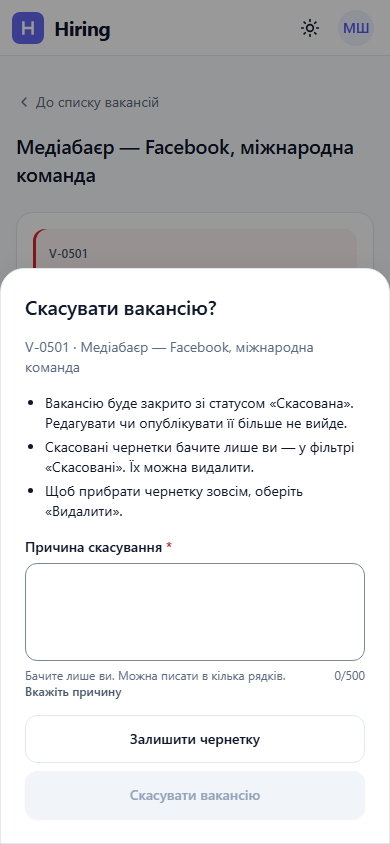 H Hiring МШ
До списку вакансій
Медіабаєр — Facebook, міжнародна
команда
V-0501
Скасувати вакансію?
V-0501 · Медіабаєр — Facebook, міжнародна
команда
• Вакансію буде закрито зі статусом «Скасована».
Редагувати чи опублікувати її більше не вийде.
• Скасовані чернетки бачите лише ви — у фільтрі
«Скасовані». Їх можна видалити.
• Щоб прибрати чернетку зовсім, оберіть
«Видалити».
Причина скасування *
Бачите лише ви. Можна писати в кілька рядків. 0/500
Вкажіть причину
Залишити чернетку
Скасувати вакансію